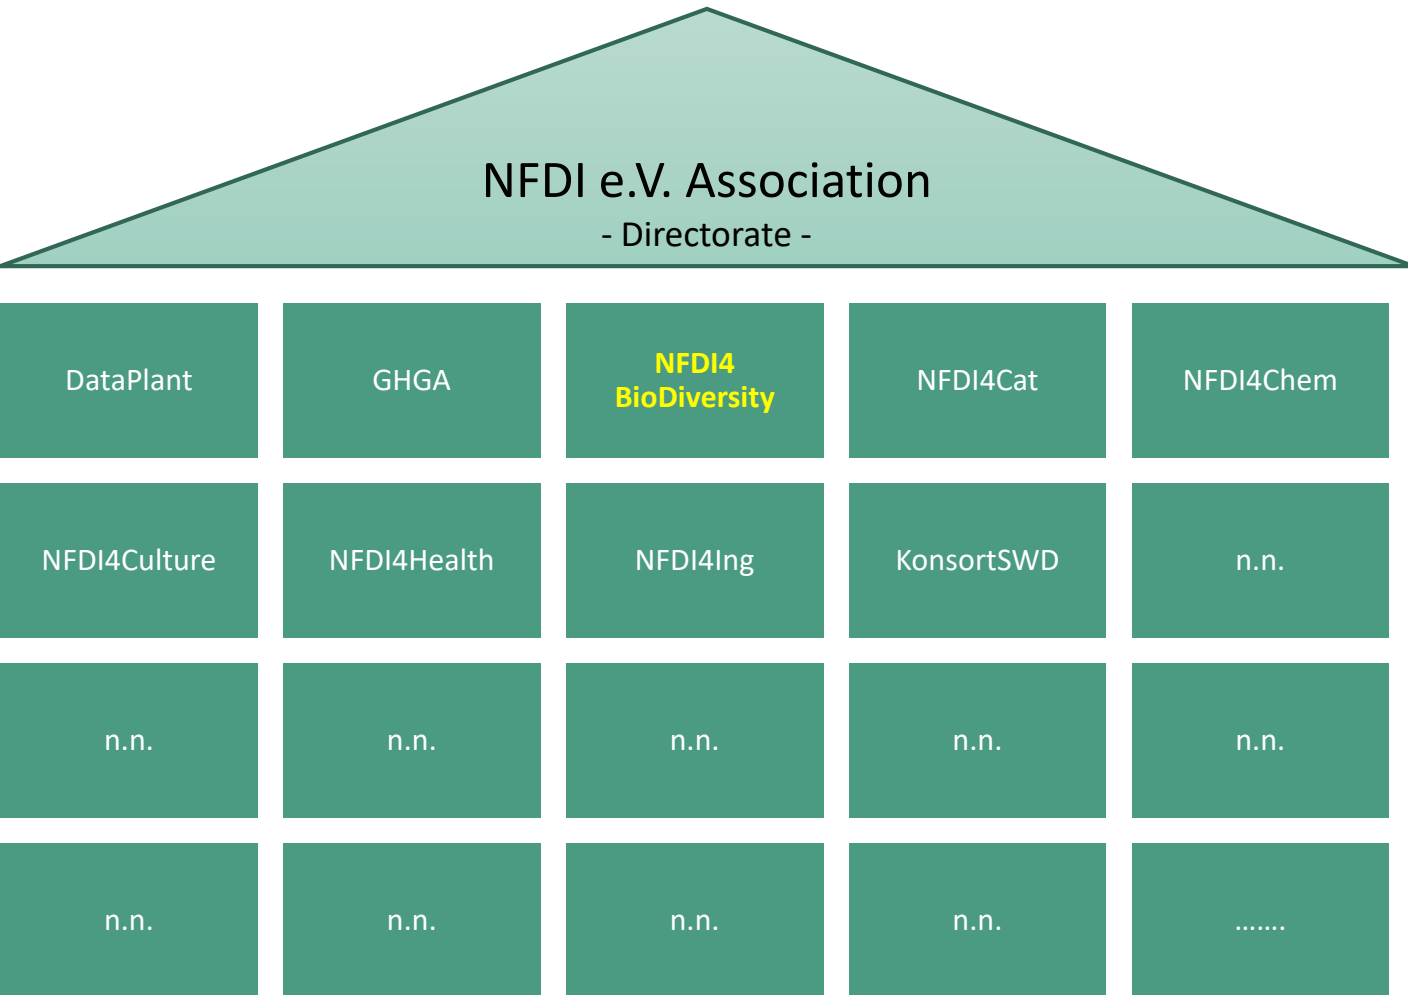 NFDI e.V. Association
- Directorate -
DataPlant
GHGA
NFDI4
BioDiversity
NFDI4Cat
NFDI4Chem
NFDI4Culture
NFDI4Health
NFDI4Ing
KonsortSWD
n.n.
n.n.
n.n.
n.n.
n.n.
n.n.
n.n.
n.n.
n.n.
n.n.
.......